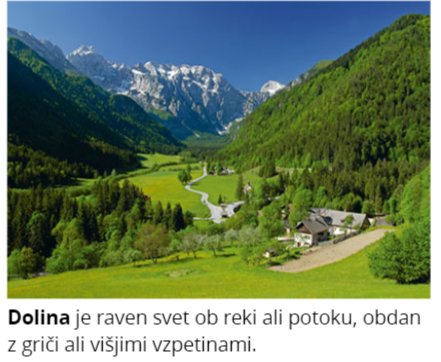 Dolina je raven svet ob reki ali potoku, obdan
z griči ali višjimi vzpetinami.